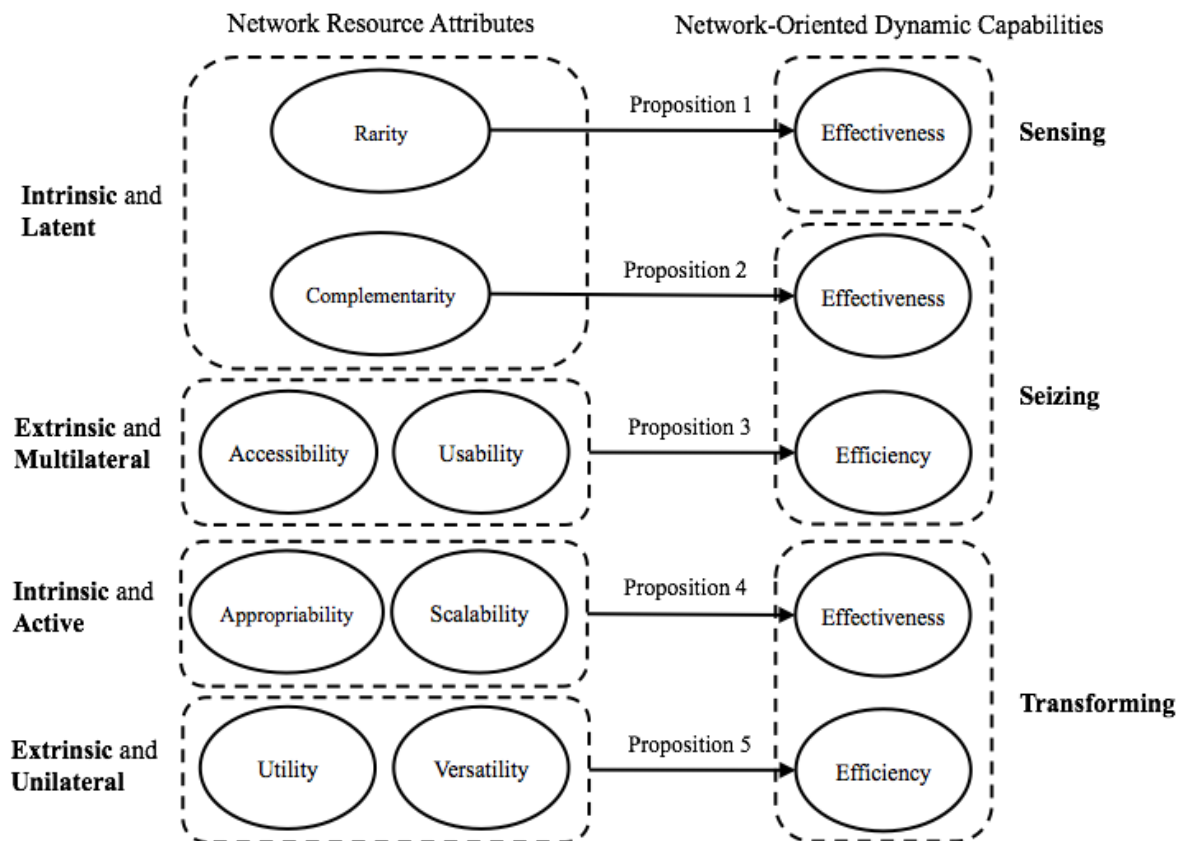 Network Resource Attributes
Network-Oriented Dynamic Capabilities
Rarity
Proposition 1
Effectiveness
Sensing
Intrinsic and
Latent
Complementarity
Proposition 2
Effectiveness
Seizing
Extrinsic and
Multilateral
Accessibility
Usability
Proposition 3
Efficiency
Intrinsic and
Active
Appropriability
Scalability
Proposition 4
Effectiveness
Transforming
Extrinsic and
Unilateral
Utility
Versatility
Proposition 5
Efficiency